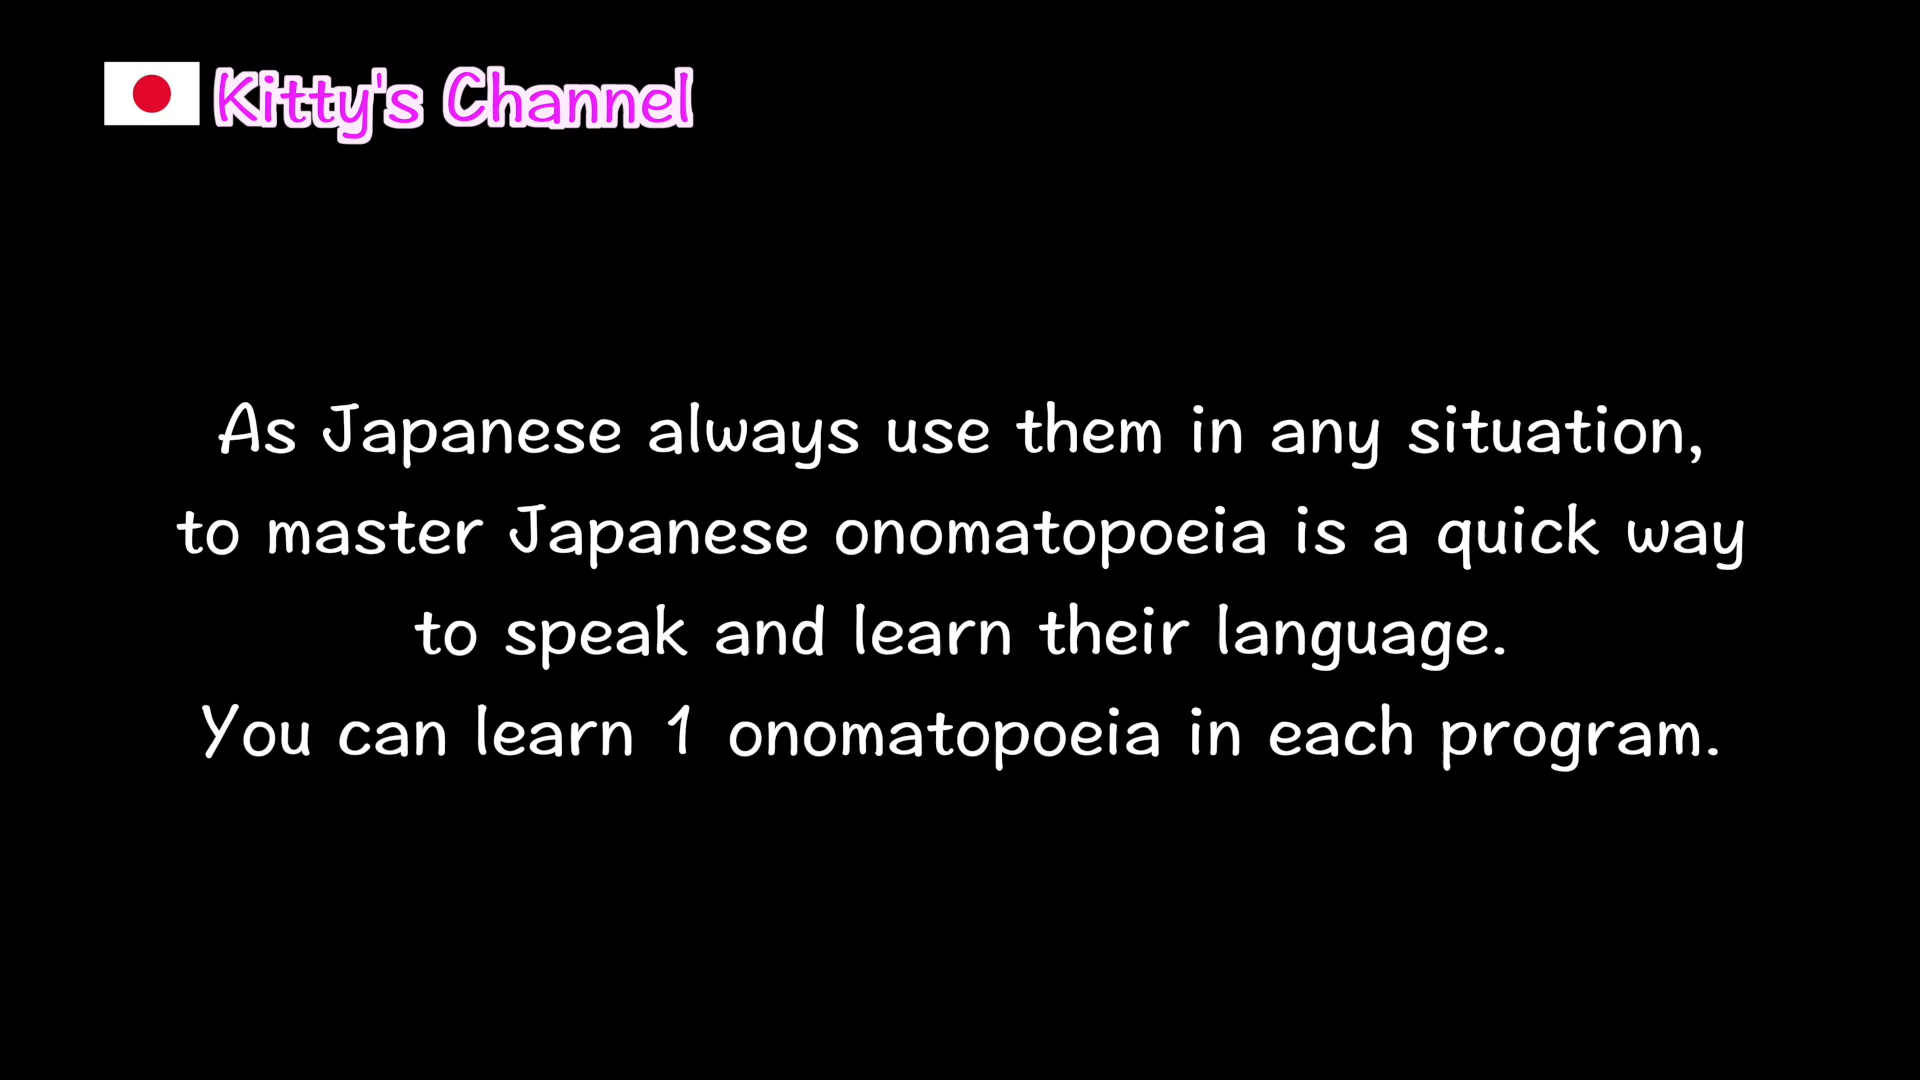 Kitty's Channel
As Japanese always use them in any situation,
to master Japanese onomatopoeia is a quick way
to speak and learn their language.
You can learn 1 onomatopoeia in each program.